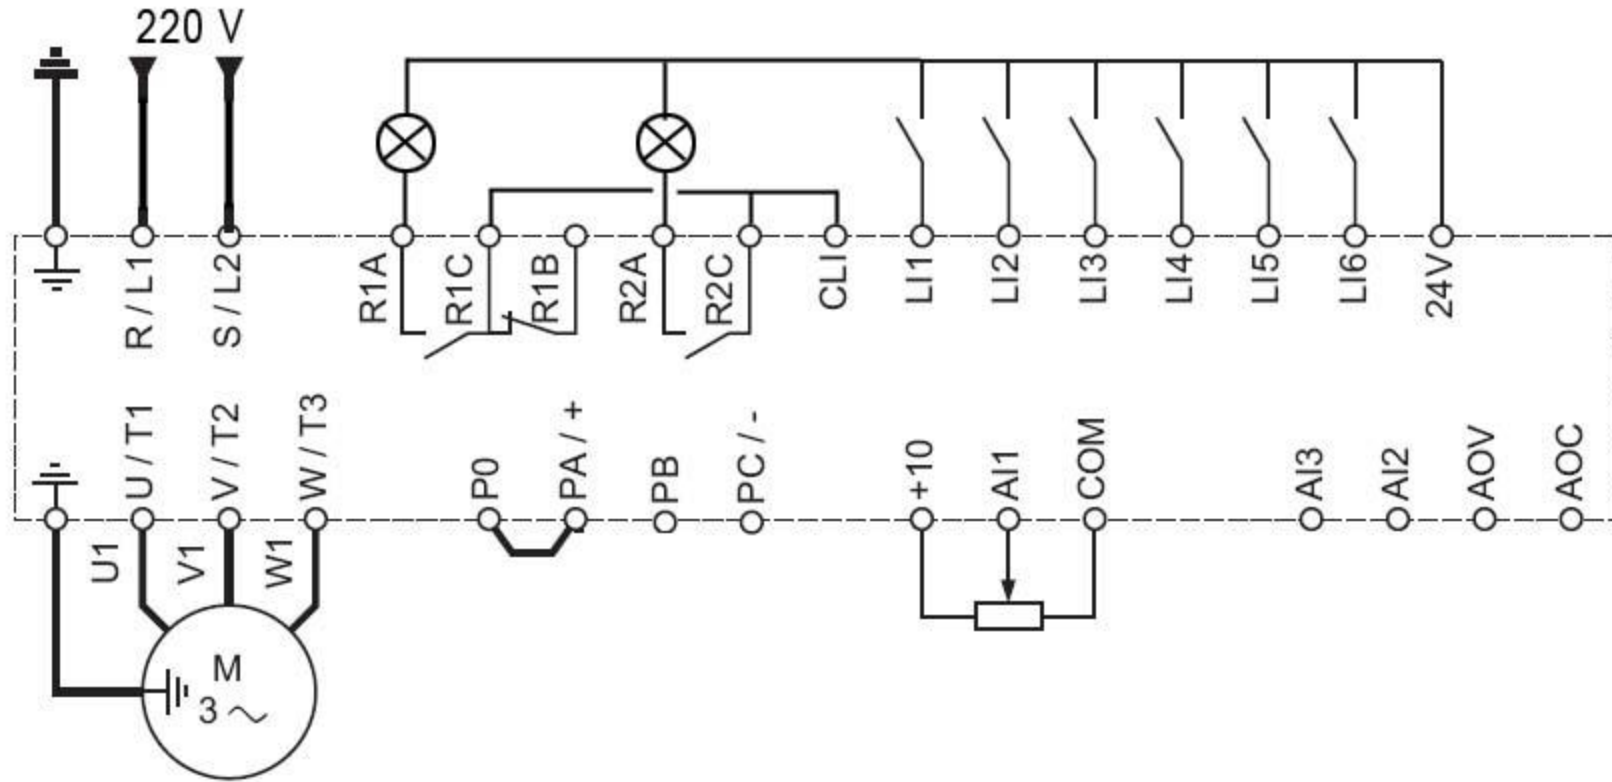 220 V
R / L1
S / L2
R1A
R1C
R1B
R2A
R2C
CLI
LI1
LI2
LI3
LI4
LI5
LI6
24V
U / T1
V / T2
W / T3
P0
PA / +
PB
PC / -
+10
AI1
COM
AI3
AI2
AOV
AOC
U1
V1
W1
M
3 ~